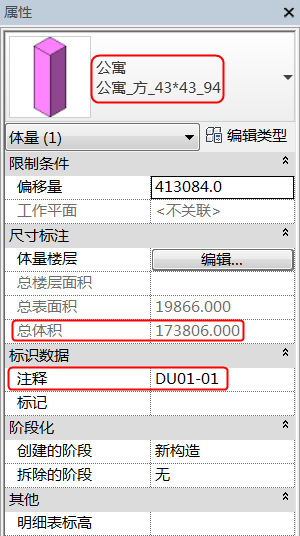 属性
公寓
公寓_方_43*43_94
体量 (1)
编辑类型
限制条件
偏移量 413084.0
工作平面 <不关联>
尺寸标注
体量楼层 编辑...
总楼层面积
总表面积 19866.000
总体积 173806.000
标识数据
注释 DU01-01
标记
阶段化
创建的阶段 新构造
拆除的阶段 无
其他
明细表标高